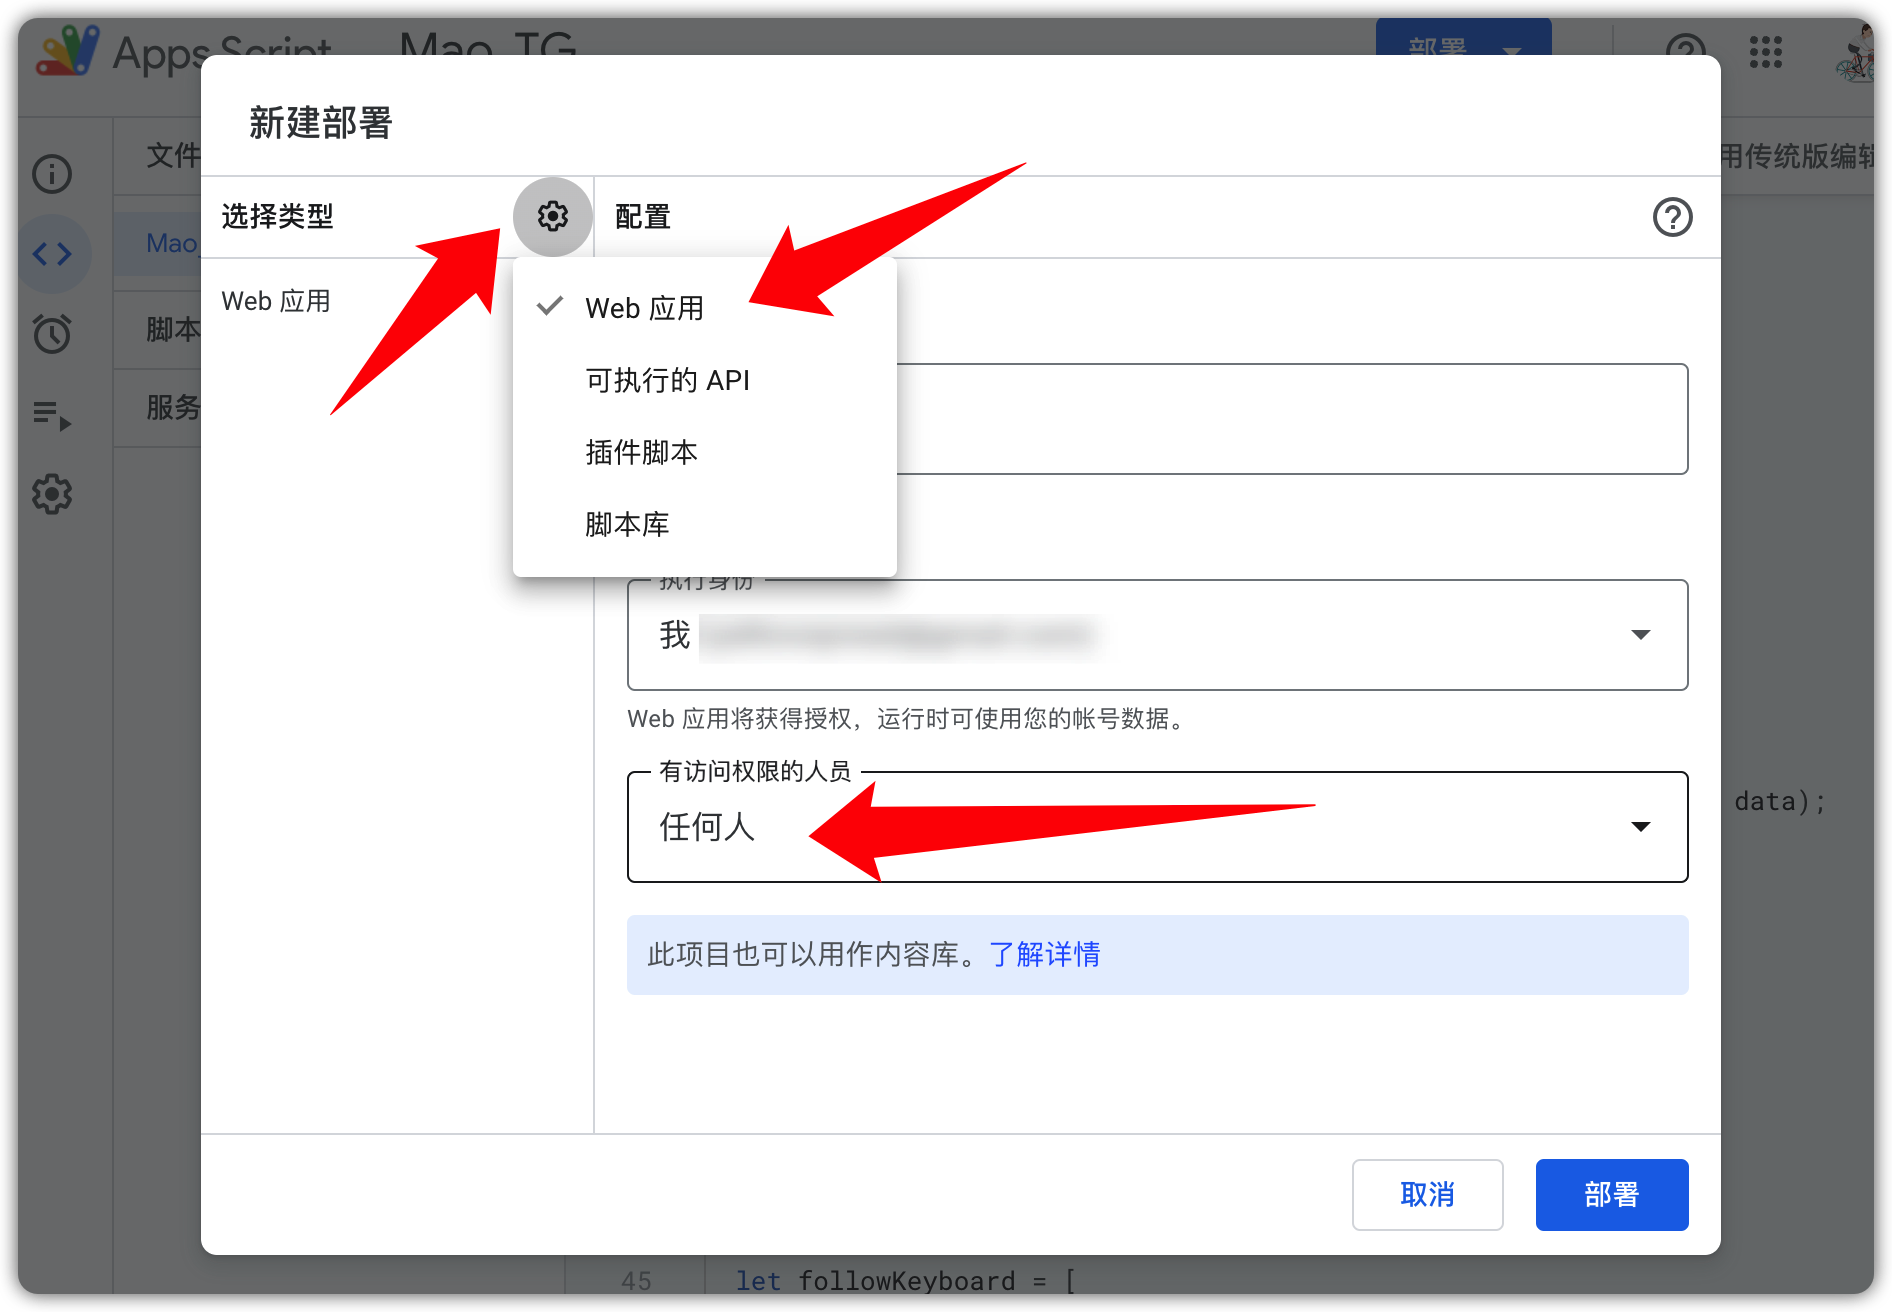 Apps Script Mao_TG 部署
新建部署
文件
用传统版编辑
选择类型 配置
Mao_
Web 应用
Web 应用
可执行的 API
插件脚本
脚本库
脚本
服务
执行身份
我
Web 应用将获得授权，运行时可使用您的帐号数据。
有访问权限的人员
任何人
data);
此项目也可以用作内容库。了解详情
取消 部署
45 let followKeyboard = [